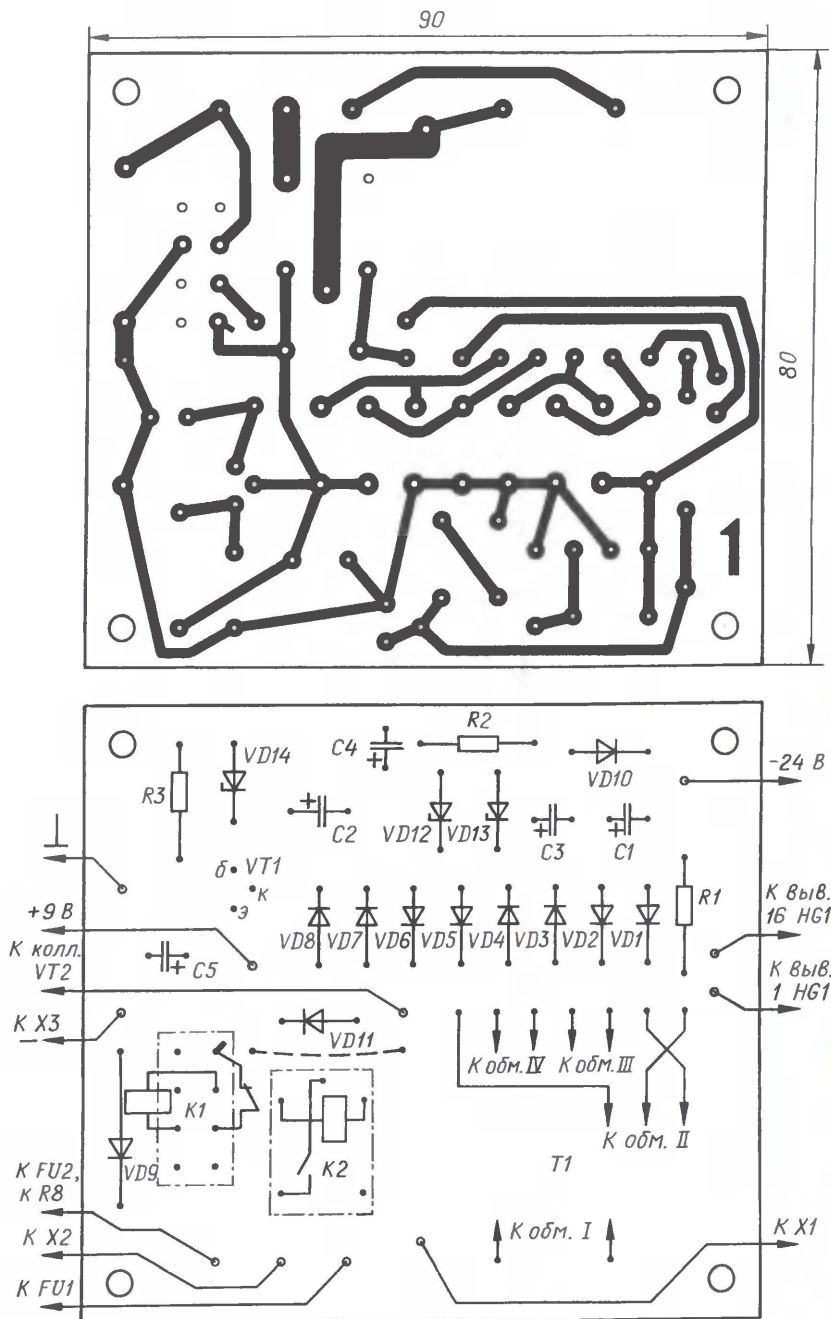 90
80
1
R2
C4
+
-24 В
VD14
VD10
R3
+
C2
VD12
VD13
+
C3
+
C1
б
VT1
к
э
R1
+9 В
К выв.
16 HG1
VD8
VD7
VD6
VD5
VD4
VD3
VD2
VD1
К колл.
VT2
+
C5
К выв.
1 HG1
К X3
VD11
К обм. IV
К обм. III
K1
K2
К обм. II
VD9
T1
К FU2,
к R8
К X2
К обм. I
К X1
К FU1